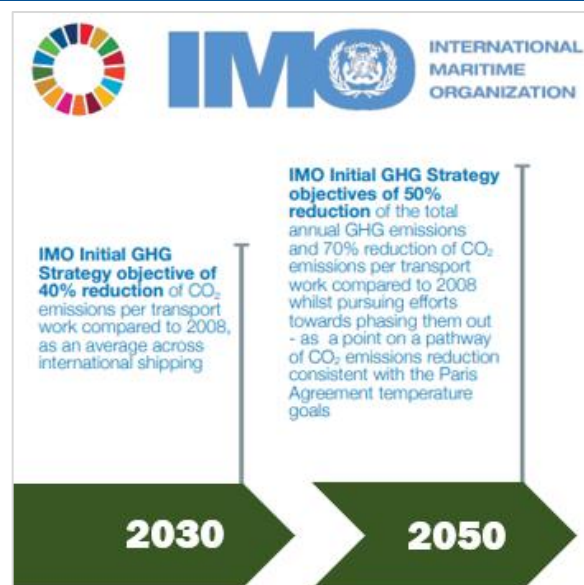 IMO
INTERNATIONAL
MARITIME
ORGANIZATION
IMO Initial GHG
Strategy objective of
40% reduction of CO₂
emissions per transport
work compared to 2008,
as an average across
international shipping
IMO Initial GHG Strategy
objectives of 50%
reduction of the total
annual GHG emissions
and 70% reduction of CO₂
emissions per transport
work compared to 2008
whilst pursuing efforts
towards phasing them out
- as a point on a pathway
of CO₂ emissions reduction
consistent with the Paris
Agreement temperature
goals
2030
2050